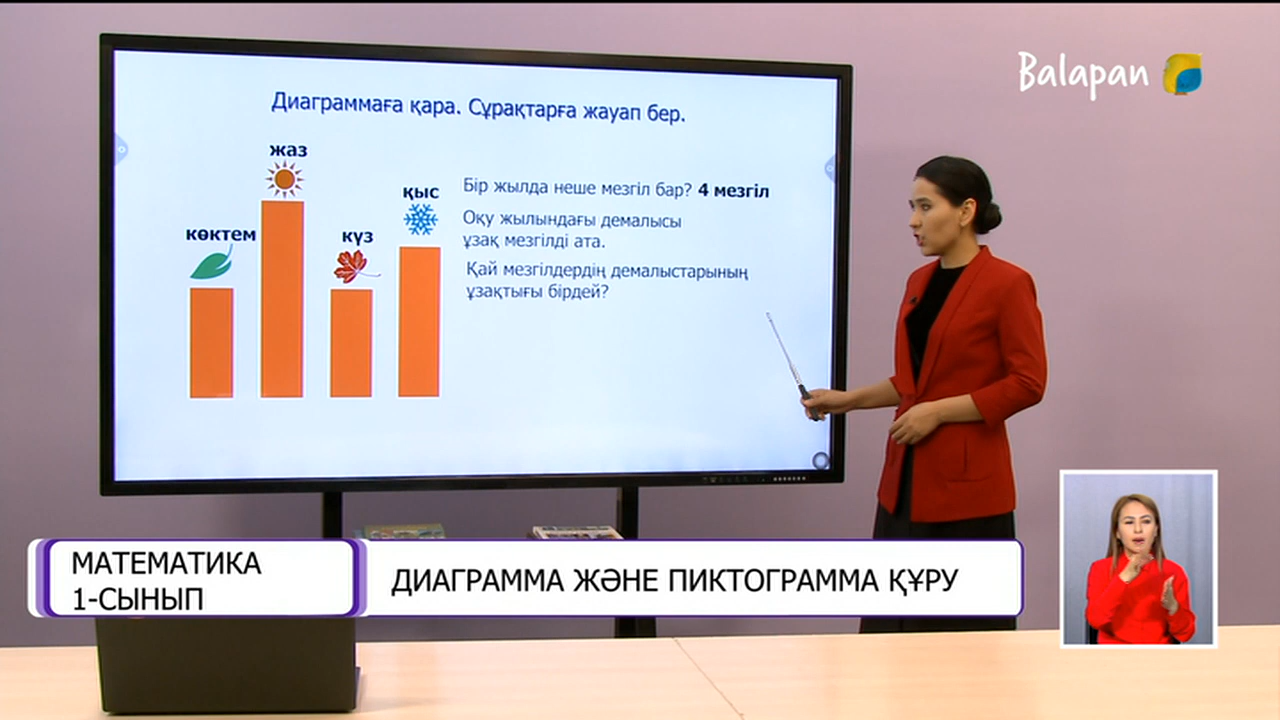 Balapan
Диаграммаға қара. Сұрақтарға жауап бер.
жаз
қыс
көктем
күз
Бір жылда неше мезгіл бар? 4 мезгіл
Оқу жылындағы демалысы
ұзақ мезгілді ата.
Қай мезгілдердің демалыстарының
ұзақтығы бірдей?
МАТЕМАТИКА
1-СЫНЫП
ДИАГРАММА ЖӘНЕ ПИКТОГРАММА ҚҰРУ